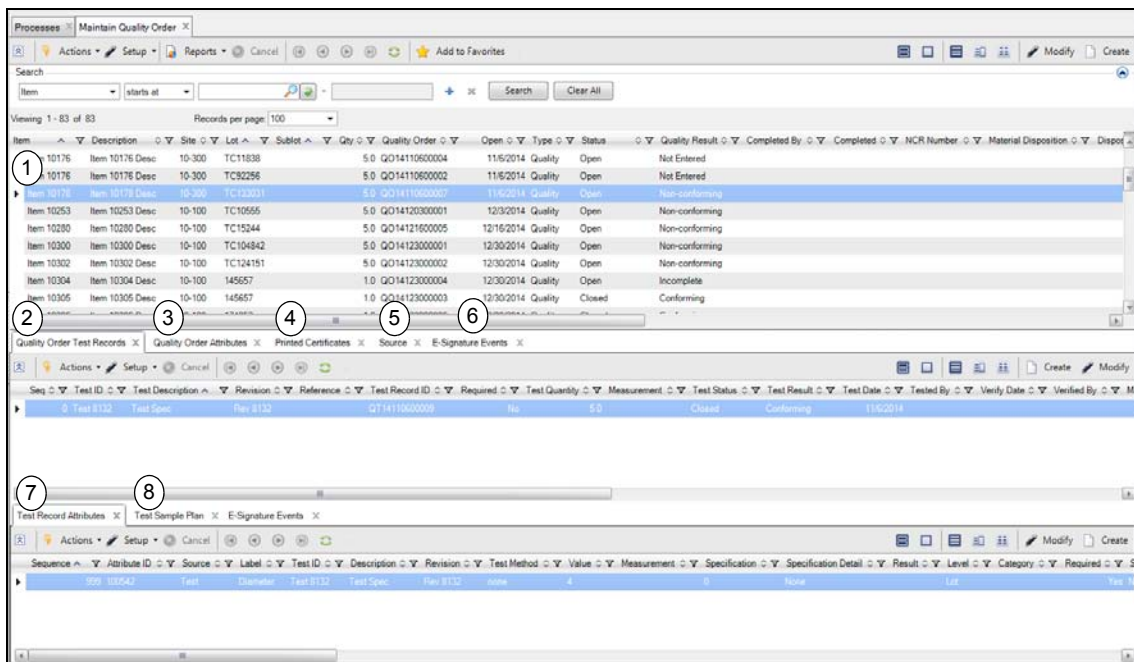 Processes Maintain Quality Order
Actions Setup Reports Cancel Add to Favorites Modify Create
Search
Item starts at - Search Clear All
Viewing 1 - 83 of 83 Records per page: 100
Item Description Site Lot Sublot Qty Quality Order Open Type Status Quality Result Completed By Completed NCR Number Material Disposition Dispos
1
10176 Item 10176 Desc 10-300 TC11838 5.0 QO14110600004 11/6/2014 Quality Open Not Entered
10176 Item 10176 Desc 10-300 TC92256 5.0 QO14110600002 11/6/2014 Quality Open Not Entered
Item 10178 Item 10178 Desc 10-300 TC133031 5.0 QO14110600007 11/6/2014 Quality Open Non-conforming
Item 10253 Item 10253 Desc 10-100 TC10555 5.0 QO14120300001 12/3/2014 Quality Open Non-conforming
Item 10280 Item 10280 Desc 10-100 TC15244 5.0 QO14121600005 12/16/2014 Quality Open Non-conforming
Item 10300 Item 10300 Desc 10-100 TC104842 5.0 QO14123000001 12/30/2014 Quality Open Non-conforming
Item 10302 Item 10302 Desc 10-100 TC124151 5.0 QO14123000002 12/30/2014 Quality Open Non-conforming
Item 10304 Item 10304 Desc 10-100 145657 1.0 QO14123000004 12/30/2014 Quality Open Incomplete
Item 10305 Item 10305 Desc 10-100 145657 1.0 QO14123000003 12/30/2014 Quality Closed Conforming
2 3 4 5 6
Quality Order Test Records Quality Order Attributes Printed Certificates Source E-Signature Events
Actions Setup Cancel Create Modify
Seq Test ID Test Description Revision Reference Test Record ID Required Test Quantity Measurement Test Status Test Result Test Date Tested By Verify Date Verified By M
0 Test 8132 Test Spec Rev 8132 QT14110600009 No 5.0 Closed Conforming 11/6/2014
7 8
Test Record Attributes Test Sample Plan E-Signature Events
Actions Setup Cancel Modify Create
Sequence Attribute ID Source Label Test ID Description Revision Test Method Value Measurement Specification Specification Detail Result Level Category Required S
999 100542 Test Diameter Test 8132 Test Spec Rev 8132 none 4 0 None Lot Yes N